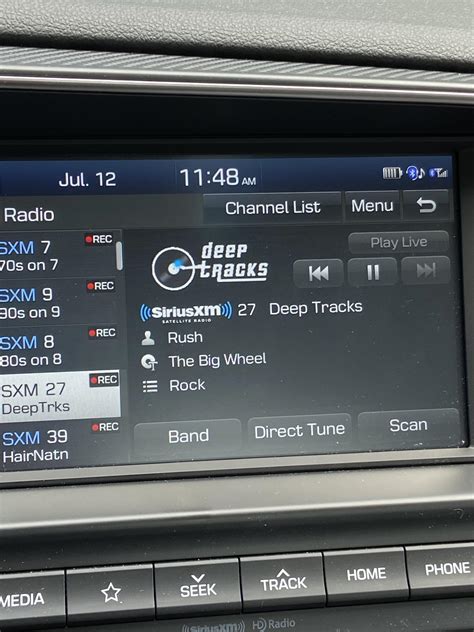 Jul. 12
11:48 AM
Radio
Channel List
Menu
SXM 7
REC
70s on 7
deep
tracks
Play Live
SXM 9
REC
90s on 9
((SiriusXM))
SATELLITE RADIO
27 Deep Tracks
SXM 8
REC
80s on 8
Rush
The Big Wheel
SXM 27
REC
DeepTrks
Rock
SXM 39
REC
HairNatn
Band
Direct Tune
Scan
MEDIA
SEEK
TRACK
HOME
PHONE
((SiriusXM))
HD Radio